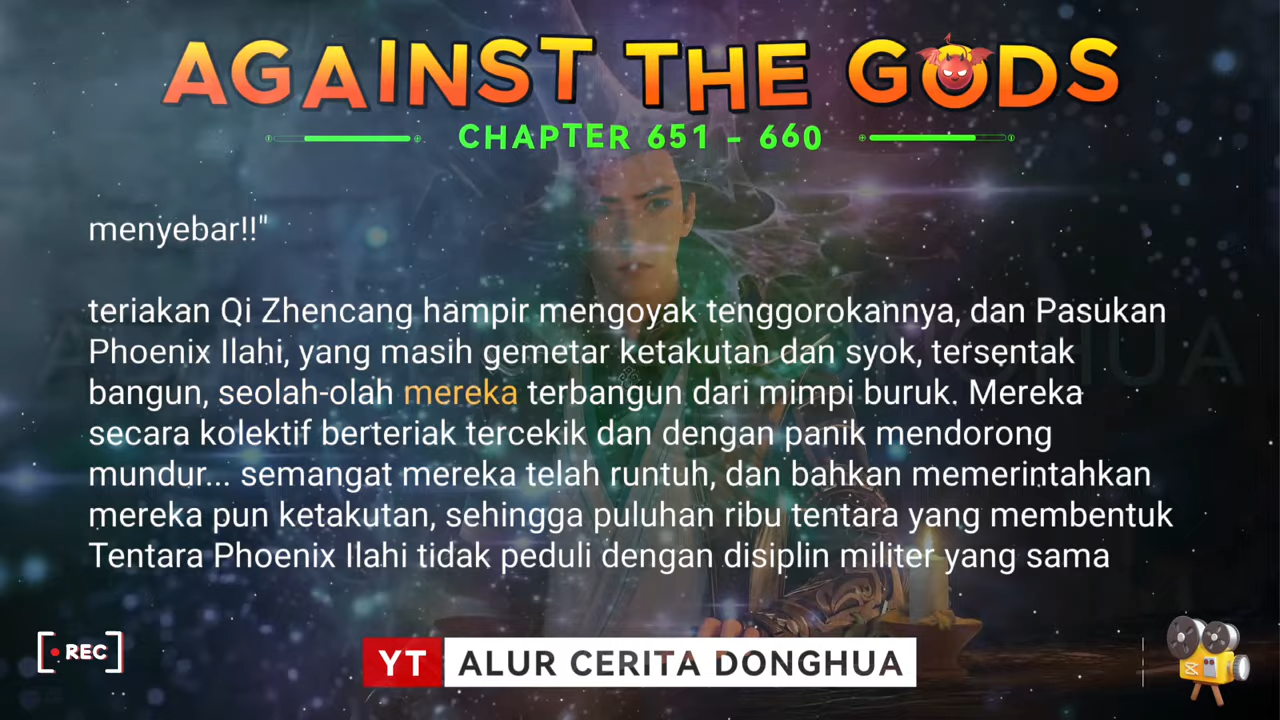 AGAINST THE GODS
CHAPTER 651 - 660
menyebar!!"
teriakan Qi Zhencang hampir mengoyak tenggorokannya, dan Pasukan
Phoenix Ilahi, yang masih gemetar ketakutan dan syok, tersentak
bangun, seolah-olah mereka terbangun dari mimpi buruk. Mereka
secara kolektif berteriak tercekik dan dengan panik mendorong
mundur... semangat mereka telah runtuh, dan bahkan memerintahkan
mereka pun ketakutan, sehingga puluhan ribu tentara yang membentuk
Tentara Phoenix Ilahi tidak peduli dengan disiplin militer yang sama
REC
YT ALUR CERITA DONGHUA